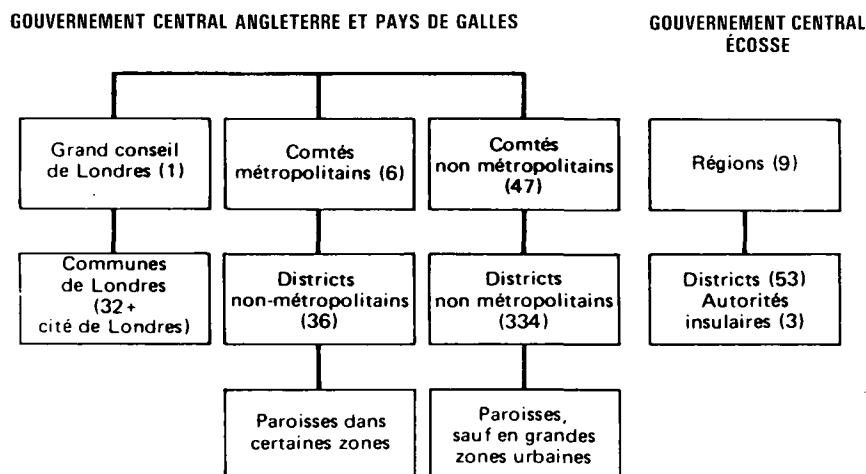 GOUVERNEMENT CENTRAL ANGLETERRE ET PAYS DE GALLES
GOUVERNEMENT CENTRAL
ÉCOSSE
Grand conseil
de Londres (1)
Comtés
métropolitains (6)
Comtés
non métropolitains
(47)
Régions (9)
Communes
de Londres
(32+
cité de Londres)
Districts
non-métropolitains
(36)
Districts
non métropolitains
(334)
Districts (53)
Autorités
insulaires (3)
Paroisses dans
certaines zones
Paroisses,
sauf en grandes
zones urbaines